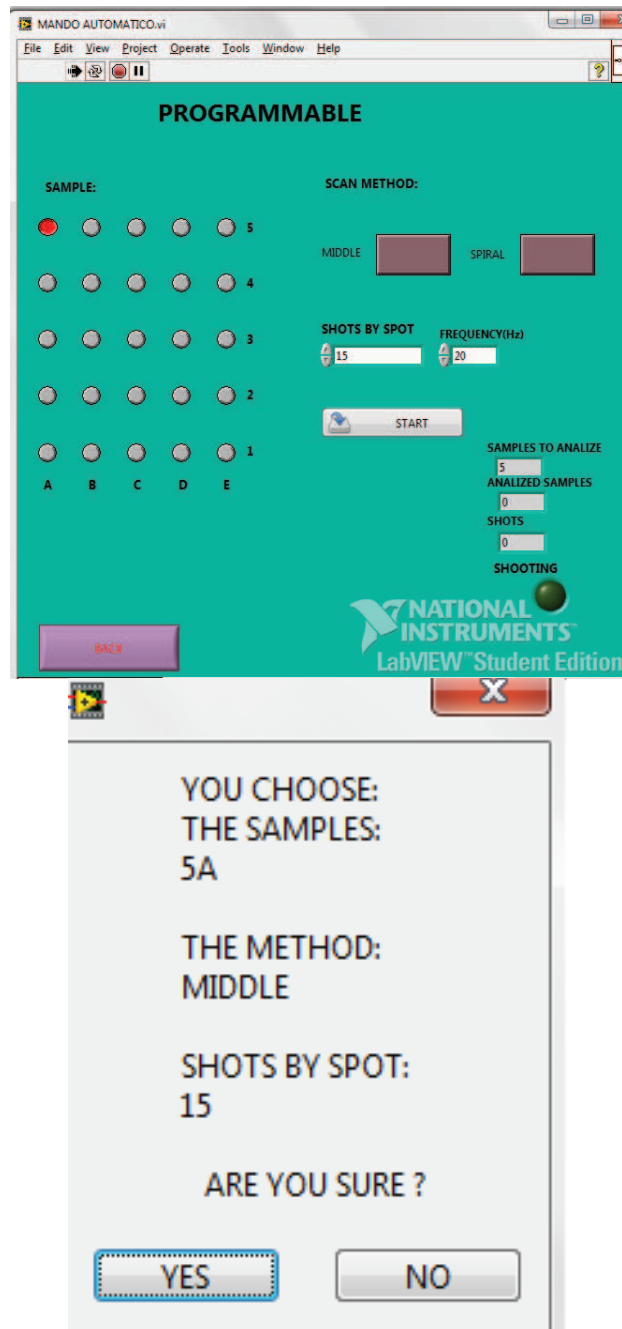 MANDO AUTOMATICO.vi
File Edit View Project Operate Tools Window Help
PROGRAMMABLE
SAMPLE:
5
4
3
2
1
A B C D E
SCAN METHOD:
MIDDLE SPIRAL
SHOTS BY SPOT FREQUENCY(Hz)
15 20
START
SAMPLES TO ANALIZE
5
ANALIZED SAMPLES
0
SHOTS
0
SHOOTING
BACK
NATIONAL
INSTRUMENTS
LabVIEW™Student Edition
YOU CHOOSE:
THE SAMPLES:
5A
THE METHOD:
MIDDLE
SHOTS BY SPOT:
15
ARE YOU SURE ?
YES NO